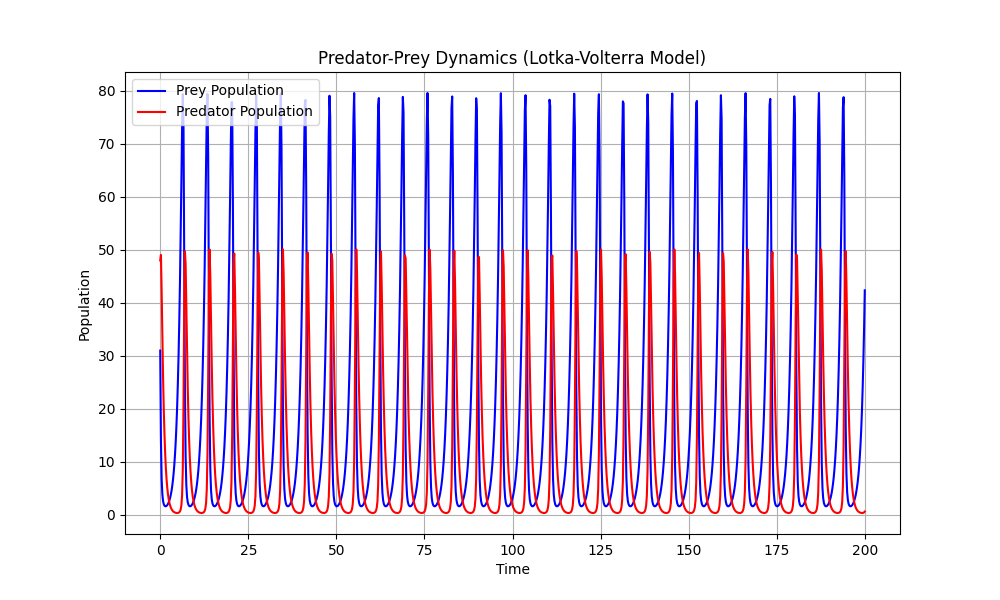 Predator-Prey Dynamics (Lotka-Volterra Model)
Prey Population
Predator Population
Population
80
70
60
50
40
30
20
10
0
0 25 50 75 100 125 150 175 200
Time